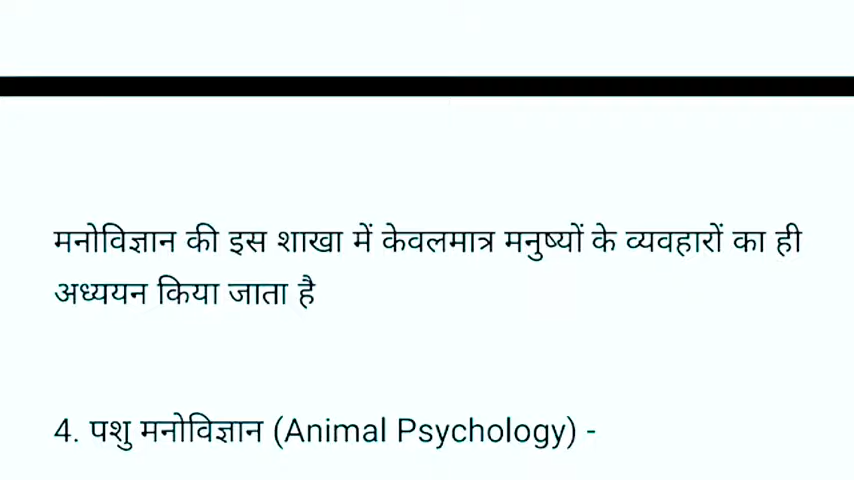 मनोविज्ञान की इस शाखा में केवलमात्र मनुष्यों के व्यवहारों का ही
अध्ययन किया जाता है
4. पशु मनोविज्ञान (Animal Psychology) -